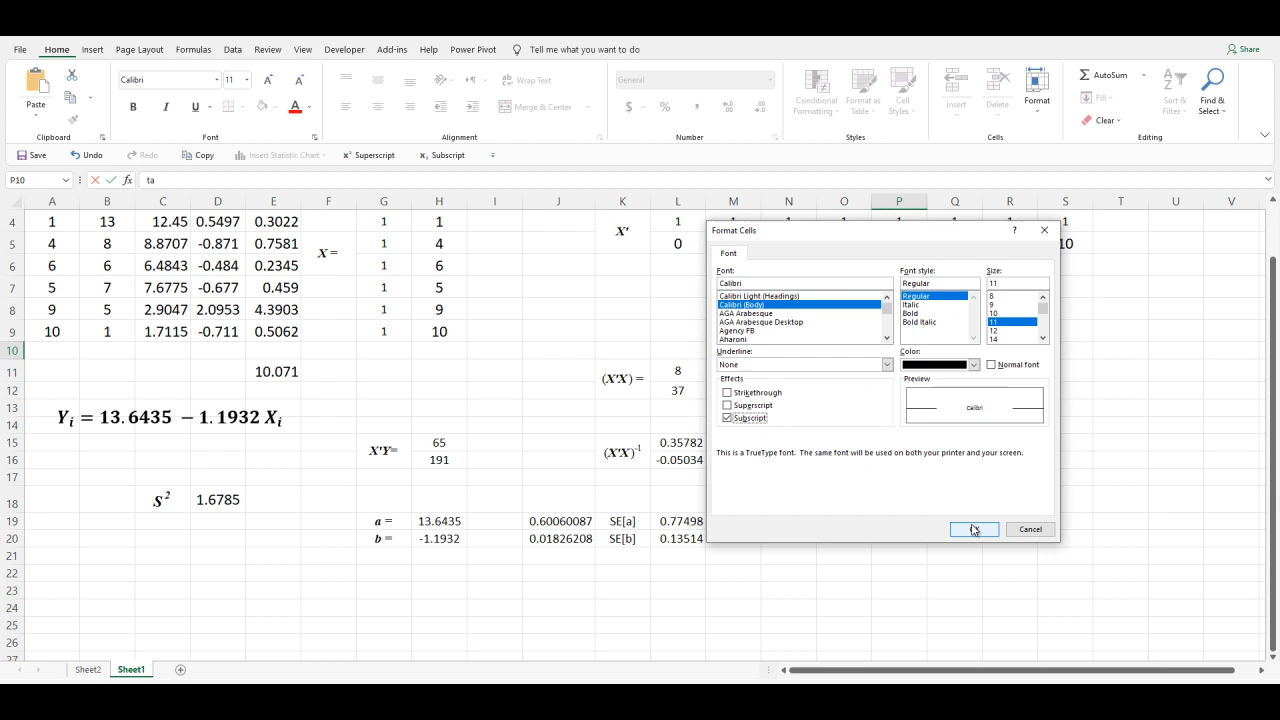 File Home Insert Page Layout Formulas Data Review View Developer Add-ins Help Power Pivot Tell me what you want to do Share
Calibri 11 Wrap Text General AutoSum
Paste B I U Merge & Center $ % , Conditional Formatting Format as Table Cell Styles Insert Delete Format Fill Sort & Filter Find & Select
Clear
Clipboard Font Alignment Number Styles Cells Editing
Save Undo Redo Copy Insert Statistic Chart x² Superscript x₂ Subscript
P10 fx ta
A B C D E F G H I J K L M N O P Q R S T U V
4 1 13 12.45 0.5497 0.3022 1 1 X' 1
5 4 8 8.8707 -0.871 0.7581 X = 1 4 0 10
6 6 6 6.4843 -0.484 0.2345 1 6
7 5 7 7.6775 -0.677 0.459 1 5
8 9 5 2.9047 2.0953 4.3903 1 9
9 10 1 1.7115 -0.711 0.5062 1 10
10
11 10.071 (X'X) = 8
12 37
13 Yi = 13.6435 − 1.1932 Xi
14
15 X'Y= 65 (X'X)-1 0.35782
16 191 -0.05034
17
18 S2 1.6785
19 a = 13.6435 0.60060087 SE[a] 0.77498
20 b = -1.1932 0.01826208 SE[b] 0.13514
21
22
23
24
25
26
27
Sheet2 Sheet1
Format Cells ?
Font
Font: Font style: Size:
Calibri Regular 11
Calibri Light (Headings) Regular 8
Calibri (Body) Italic 9
AGA Arabesque Bold 10
AGA Arabesque Desktop Bold Italic 11
Agency FB 12
Aharoni 14
Underline: Color:
None Normal font
Effects Preview
Strikethrough
Superscript Calibri
Subscript
This is a TrueType font. The same font will be used on both your printer and your screen.
Cancel